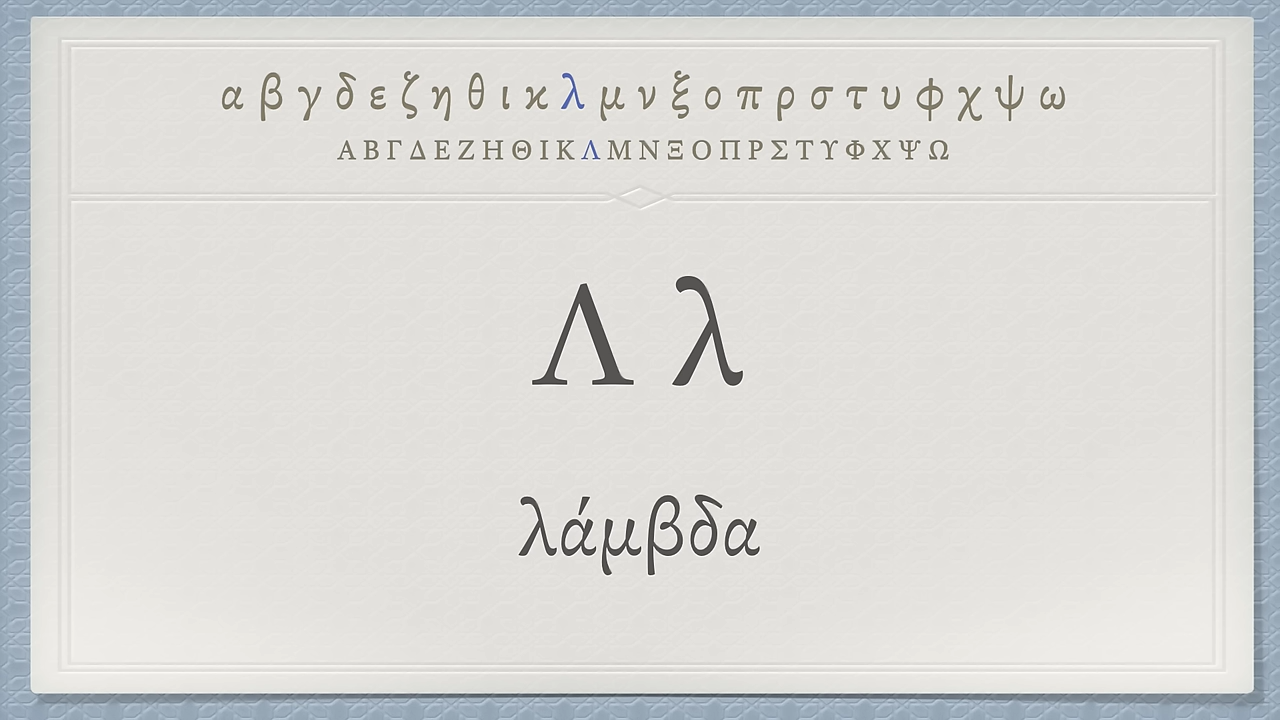 α β γ δ ε ζ η θ ι κ λ μ ν ξ ο π ρ σ τ υ φ χ ψ ω
Α Β Γ Δ Ε Ζ Η Θ Ι Κ Λ Μ Ν Ξ Ο Π Ρ Σ Τ Υ Φ Χ Ψ Ω
Λ λ
λάμβδα